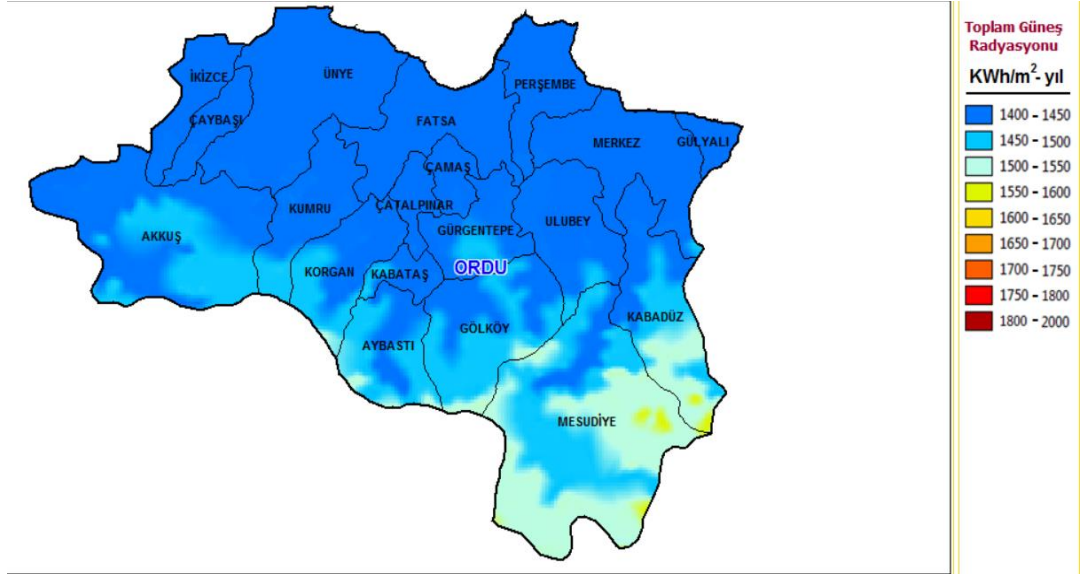 İKİZCE
ÜNYE
PERŞEMBE
ÇAYBAŞI
FATSA
MERKEZ
GÜLYALI
ÇAMAŞ
KUMRU
ÇATALPINAR
ULUBEY
AKKUŞ
GÜRGENTEPE
KORGAN
KABATAŞ
ORDU
KABADÜZ
GÖLKÖY
AYBASTI
MESUDİYE
Toplam Güneş
Radyasyonu
KWh/m²- yıl
1400 - 1450
1450 - 1500
1500 - 1550
1550 - 1600
1600 - 1650
1650 - 1700
1700 - 1750
1750 - 1800
1800 - 2000